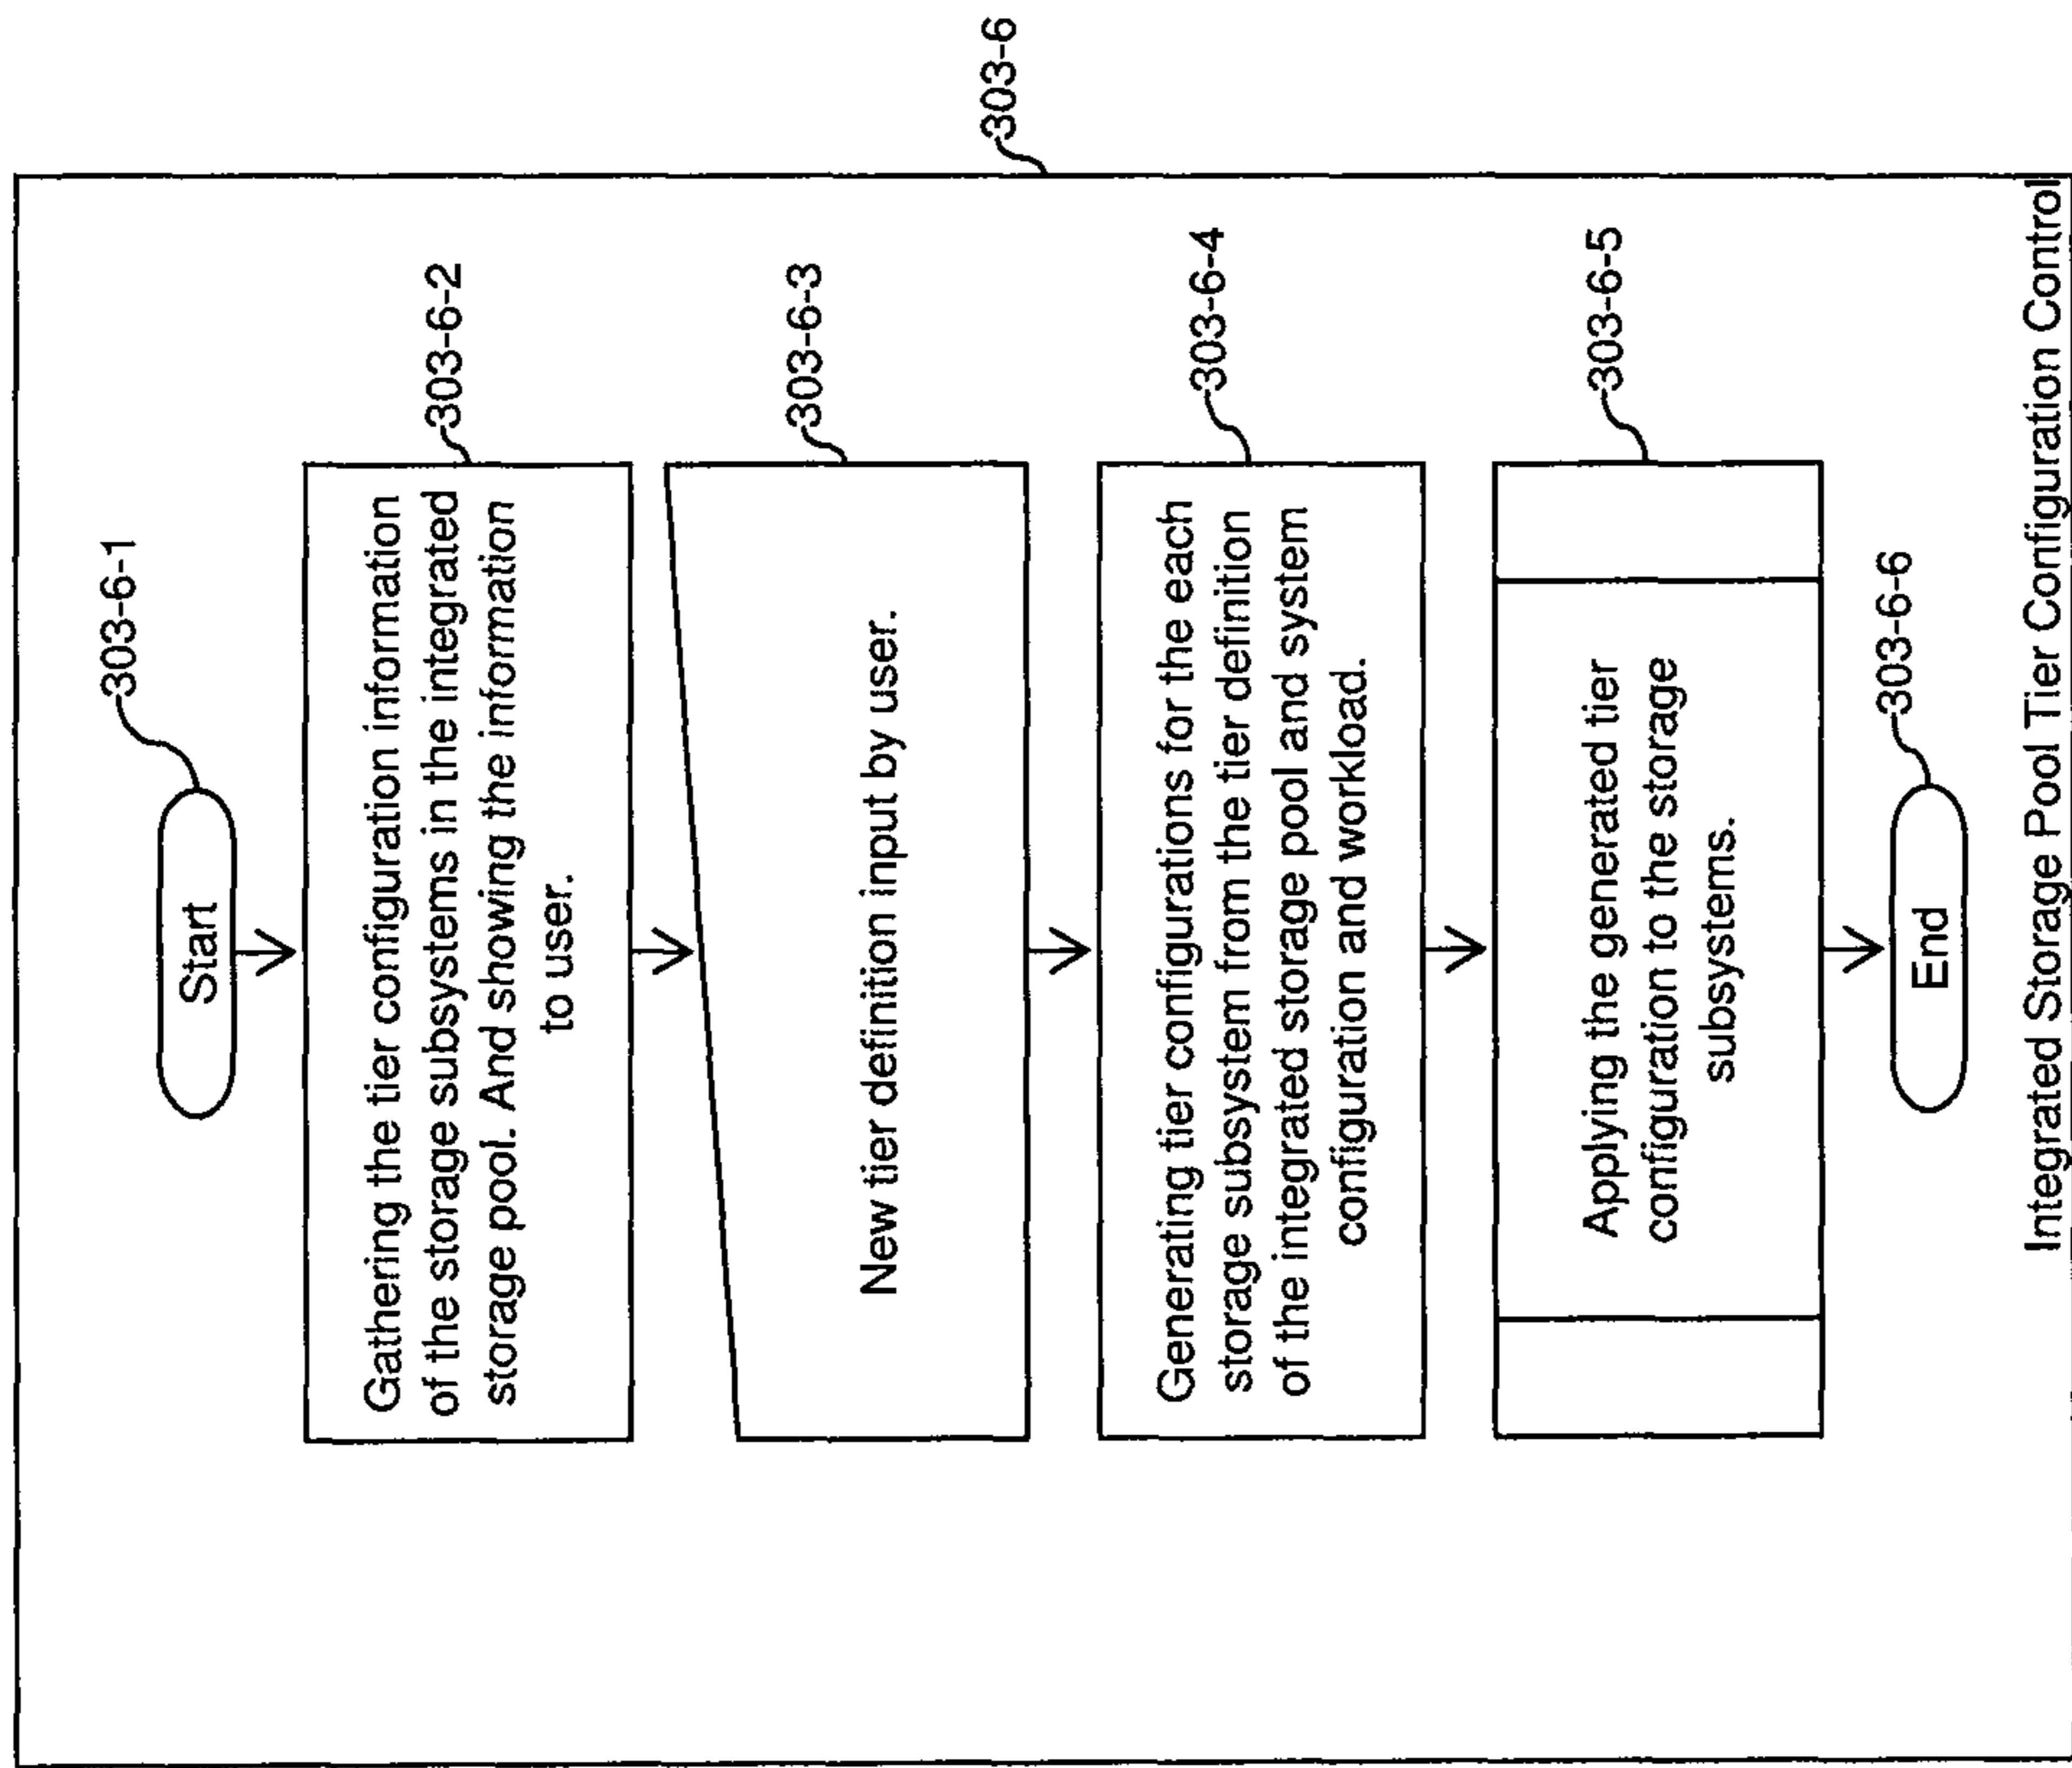 303-6-1
Start
303-6-2
Gathering the tier configuration information
of the storage subsystems in the integrated
storage pool. And showing the information
to user.
303-6-3
New tier definition input by user.
303-6-4
Generating tier configurations for the each
storage subsystem from the tier definition
of the integrated storage pool and system
configuration and workload.
303-6-5
Applying the generated tier
configuration to the storage
subsystems.
303-6-6
End
303-6
Integrated Storage Pool Tier Configuration Control